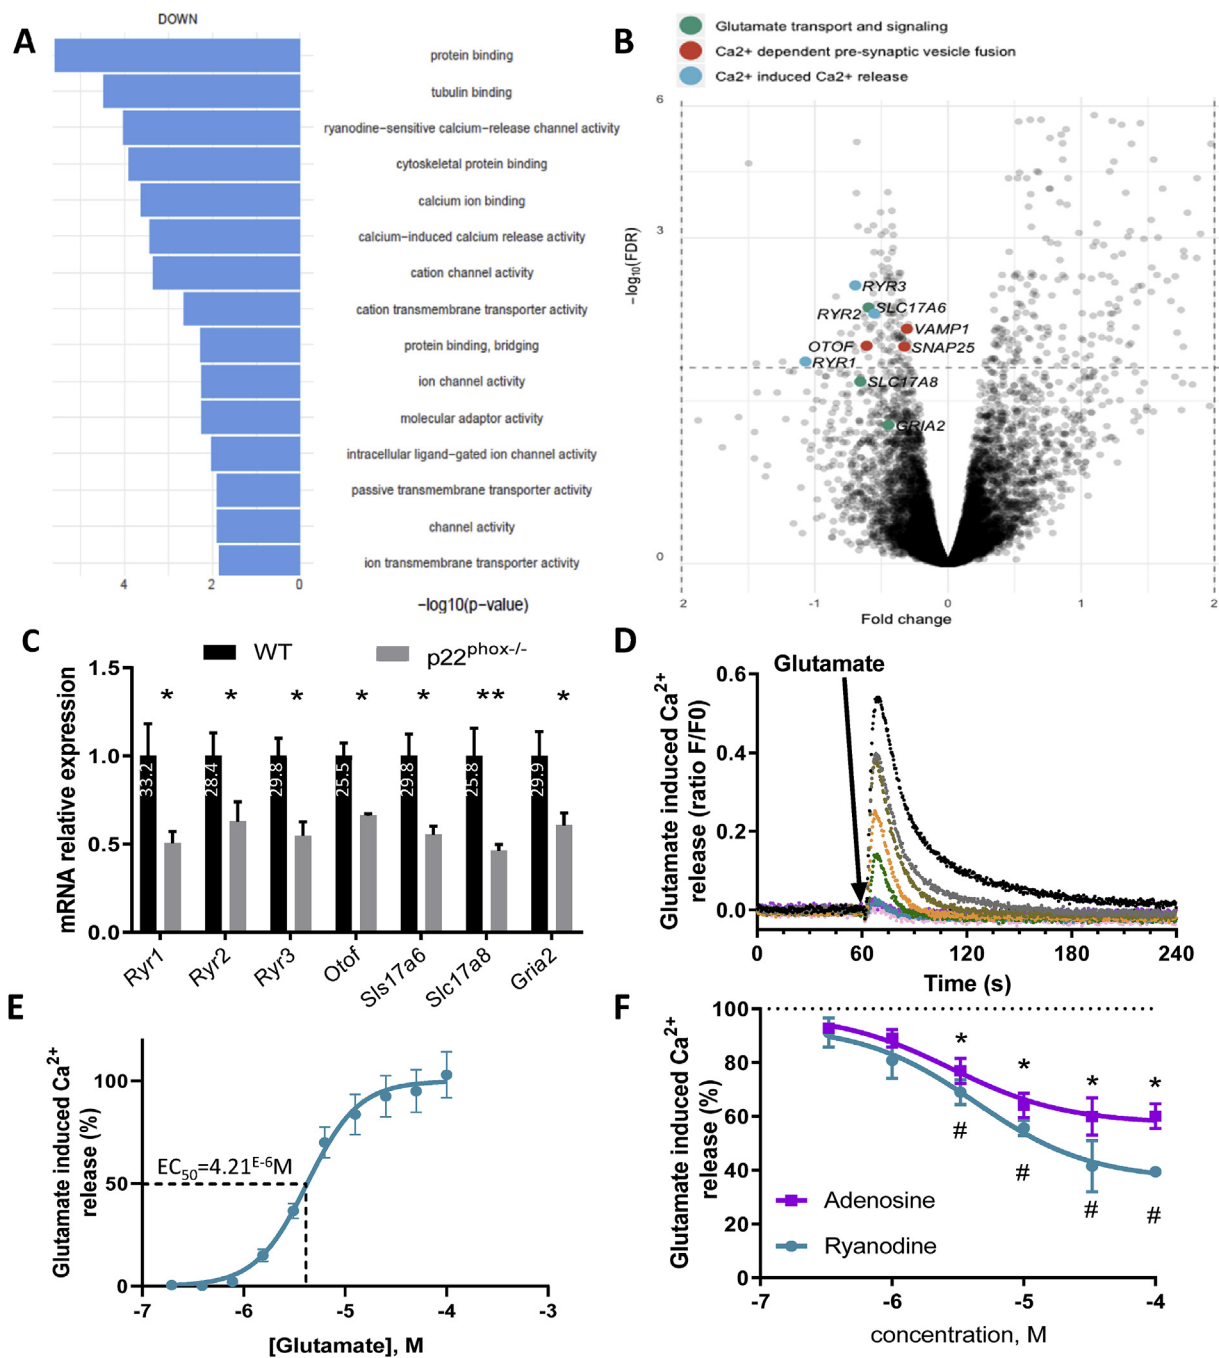 A
DOWN
protein binding
tubulin binding
ryanodine-sensitive calcium-release channel activity
cytoskeletal protein binding
calcium ion binding
calcium-induced calcium release activity
cation channel activity
cation transmembrane transporter activity
protein binding, bridging
ion channel activity
molecular adaptor activity
intracellular ligand-gated ion channel activity
passive transmembrane transporter activity
channel activity
ion transmembrane transporter activity
4 2 0
-log10(p-value)
B
Glutamate transport and signaling
Ca2+ dependent pre-synaptic vesicle fusion
Ca2+ induced Ca2+ release
6
3
0
-log10(FDR)
RYR3
SLC17A6
RYR2
VAMP1
OTOF
SNAP25
RYR1
SLC17A8
GRIA2
2 -1 0 1 2
Fold change
C
WT
p22phox-/-
mRNA relative expression
1.5
1.0
0.5
0.0
* * * * * ** *
33.2 28.4 29.8 25.5 29.8 25.8 29.9
Ryr1 Ryr2 Ryr3 Otof Sls17a6 Slc17a8 Gria2
D
Glutamate
Glutamate induced Ca2+
release (ratio F/F0)
0.6
0.4
0.2
0.0
0 60 120 180 240
Time (s)
E
Glutamate induced Ca2+
release (%)
100
50
0
EC50=4.21E-6M
-7 -6 -5 -4 -3
[Glutamate], M
F
Glutamate induced Ca2+
release (%)
100
80
60
40
20
0
* * * *
# # # #
Adenosine
Ryanodine
-7 -6 -5 -4
concentration, M